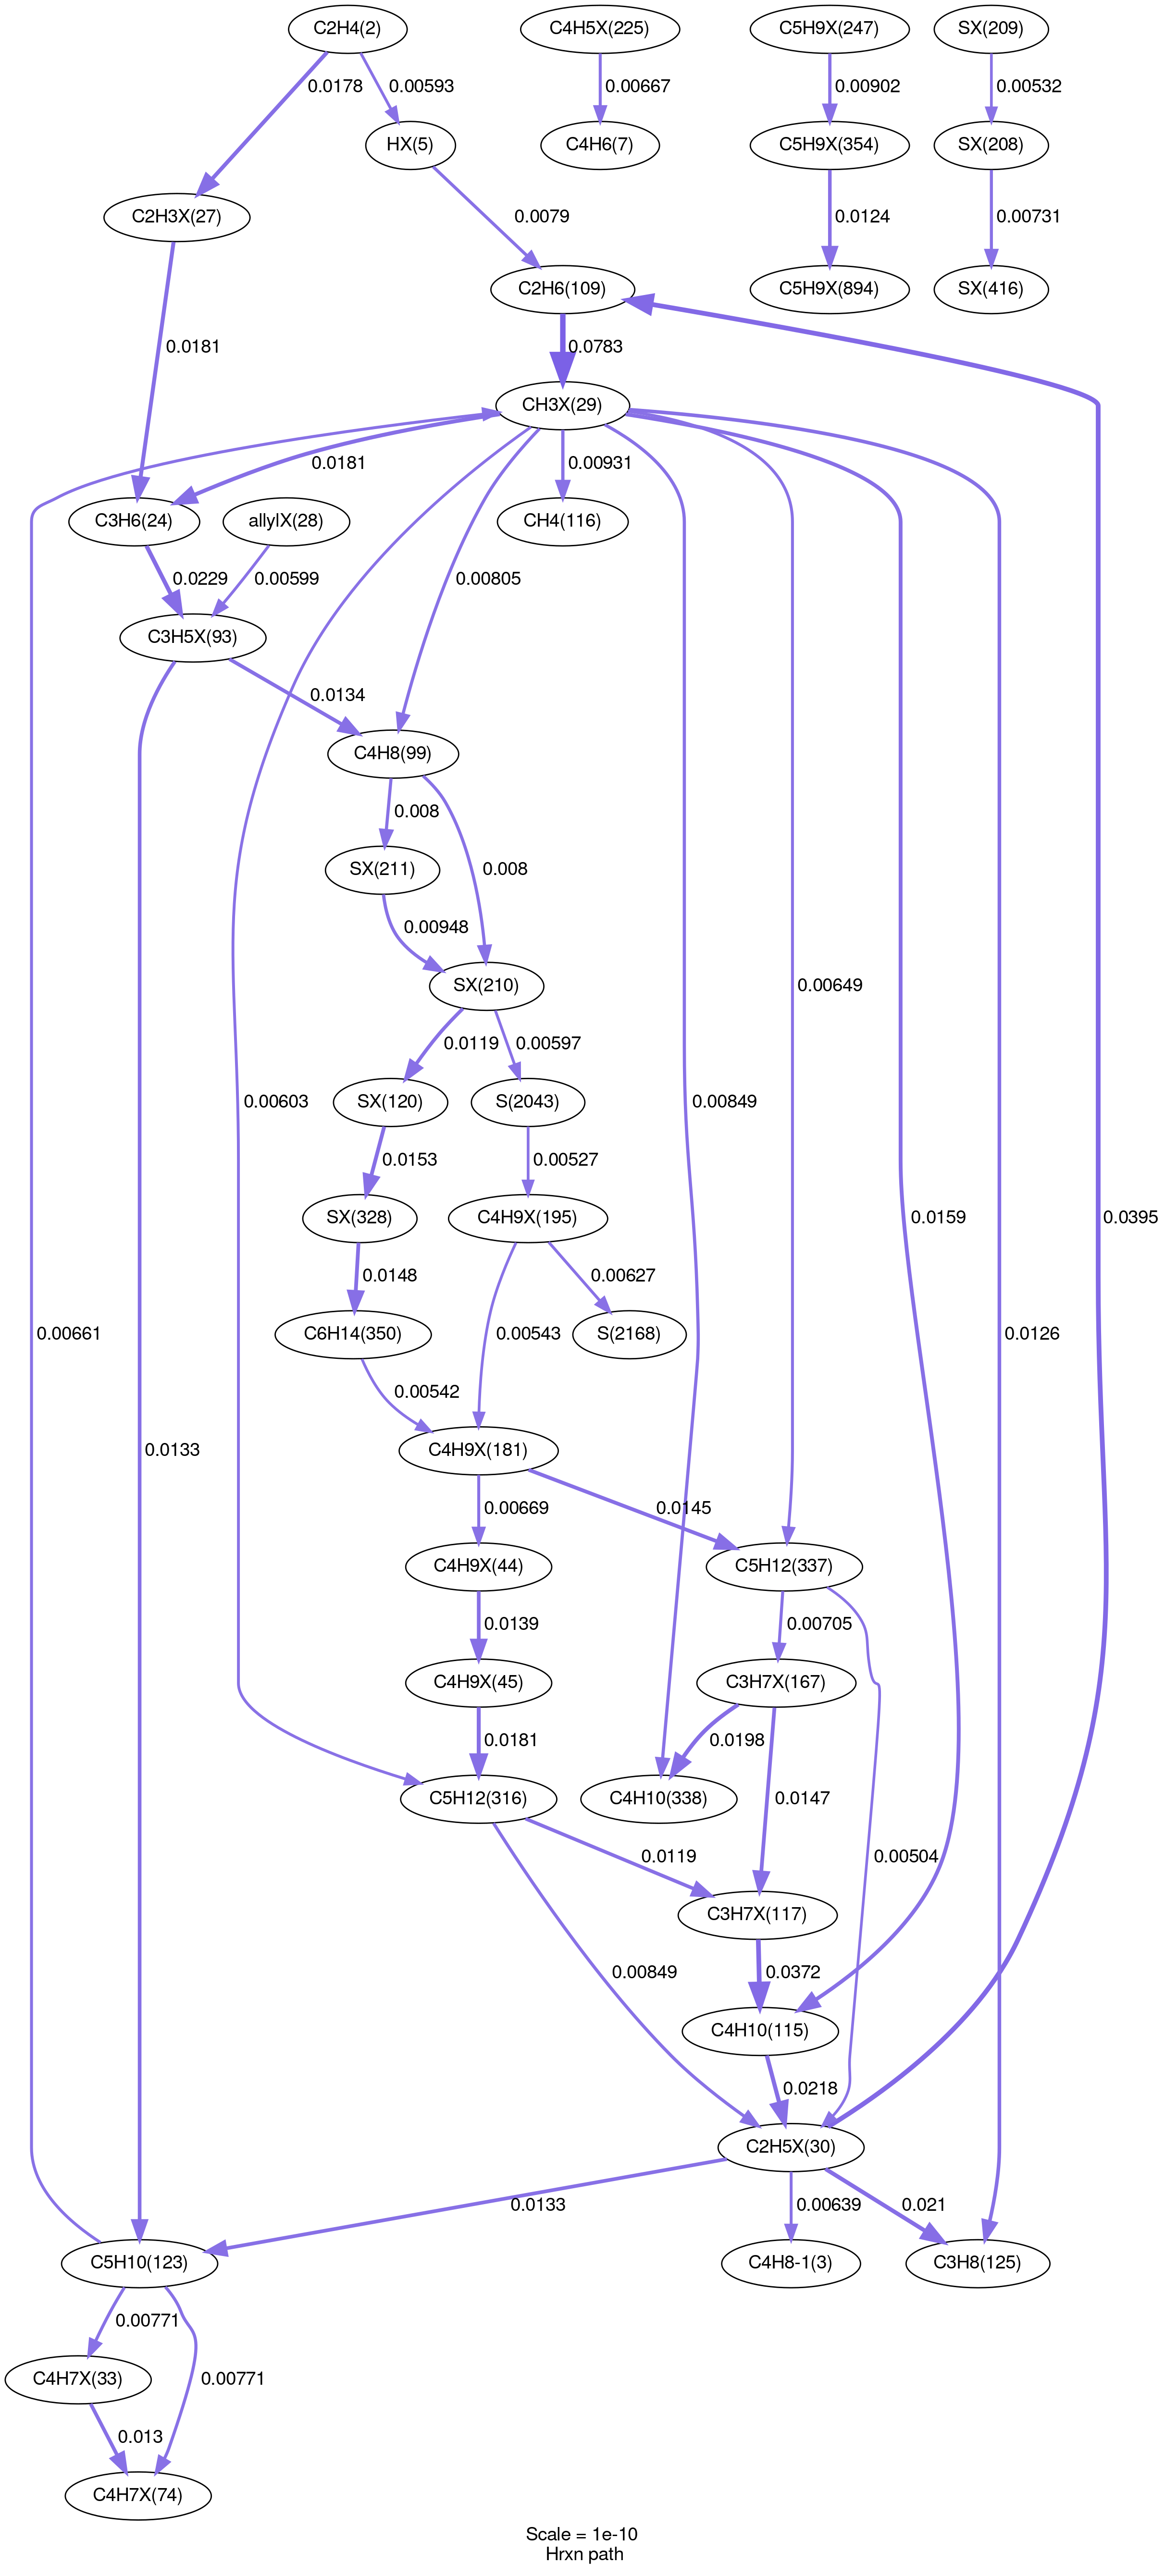 C2H4(2)
C4H5X(225)
C5H9X(247)
SX(209)
0.0178
0.00593
0.00667
0.00902
0.00532
HX(5)
C4H6(7)
C5H9X(354)
SX(208)
C2H3X(27)
0.0079
0.0124
0.00731
C2H6(109)
C5H9X(894)
SX(416)
0.0181
0.0783
CH3X(29)
0.0181
0.00931
C3H6(24)
allylX(28)
CH4(116)
0.0229
0.00599
0.00805
C3H5X(93)
0.0134
C4H8(99)
0.008
0.008
SX(211)
0.00948
SX(210)
0.00649
0.0119
0.00597
0.00603
SX(120)
S(2043)
0.00849
0.0153
0.00527
SX(328)
C4H9X(195)
0.0159
0.0395
0.0148
0.00627
0.00661
C6H14(350)
0.00543
S(2168)
0.0126
0.00542
0.0133
C4H9X(181)
0.00669
0.0145
C4H9X(44)
C5H12(337)
0.0139
0.00705
C4H9X(45)
C3H7X(167)
0.0181
0.0198
C5H12(316)
C4H10(338)
0.0147
0.0119
0.00504
C3H7X(117)
0.00849
0.0372
C4H10(115)
0.0218
C2H5X(30)
0.0133
0.00639
0.021
C5H10(123)
C4H8-1(3)
C3H8(125)
0.00771
C4H7X(33)
0.00771
0.013
C4H7X(74)
Scale = 1e-10
Hrxn path